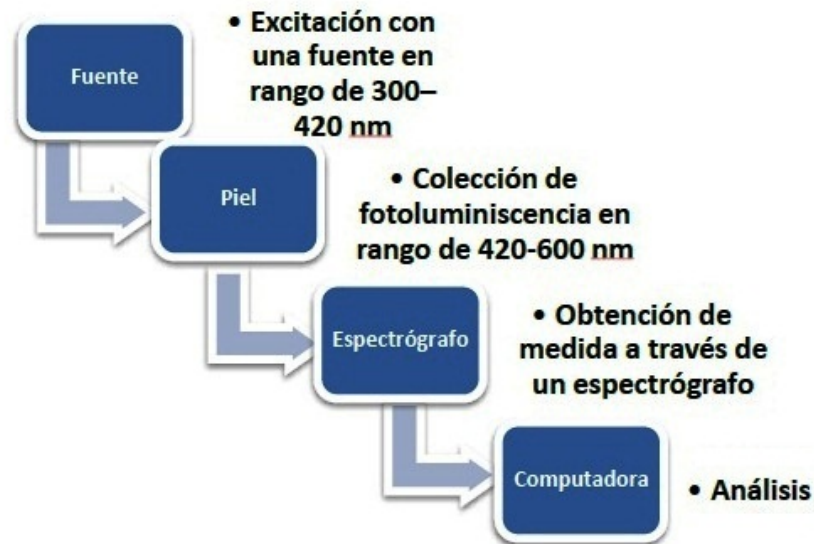 Fuente
• Excitación con
una fuente en
rango de 300–
420 nm
Piel
• Colección de
fotoluminiscencia en
rango de 420-600 nm
Espectrógrafo
• Obtención de
medida a través de
un espectrógrafo
Computadora
• Análisis